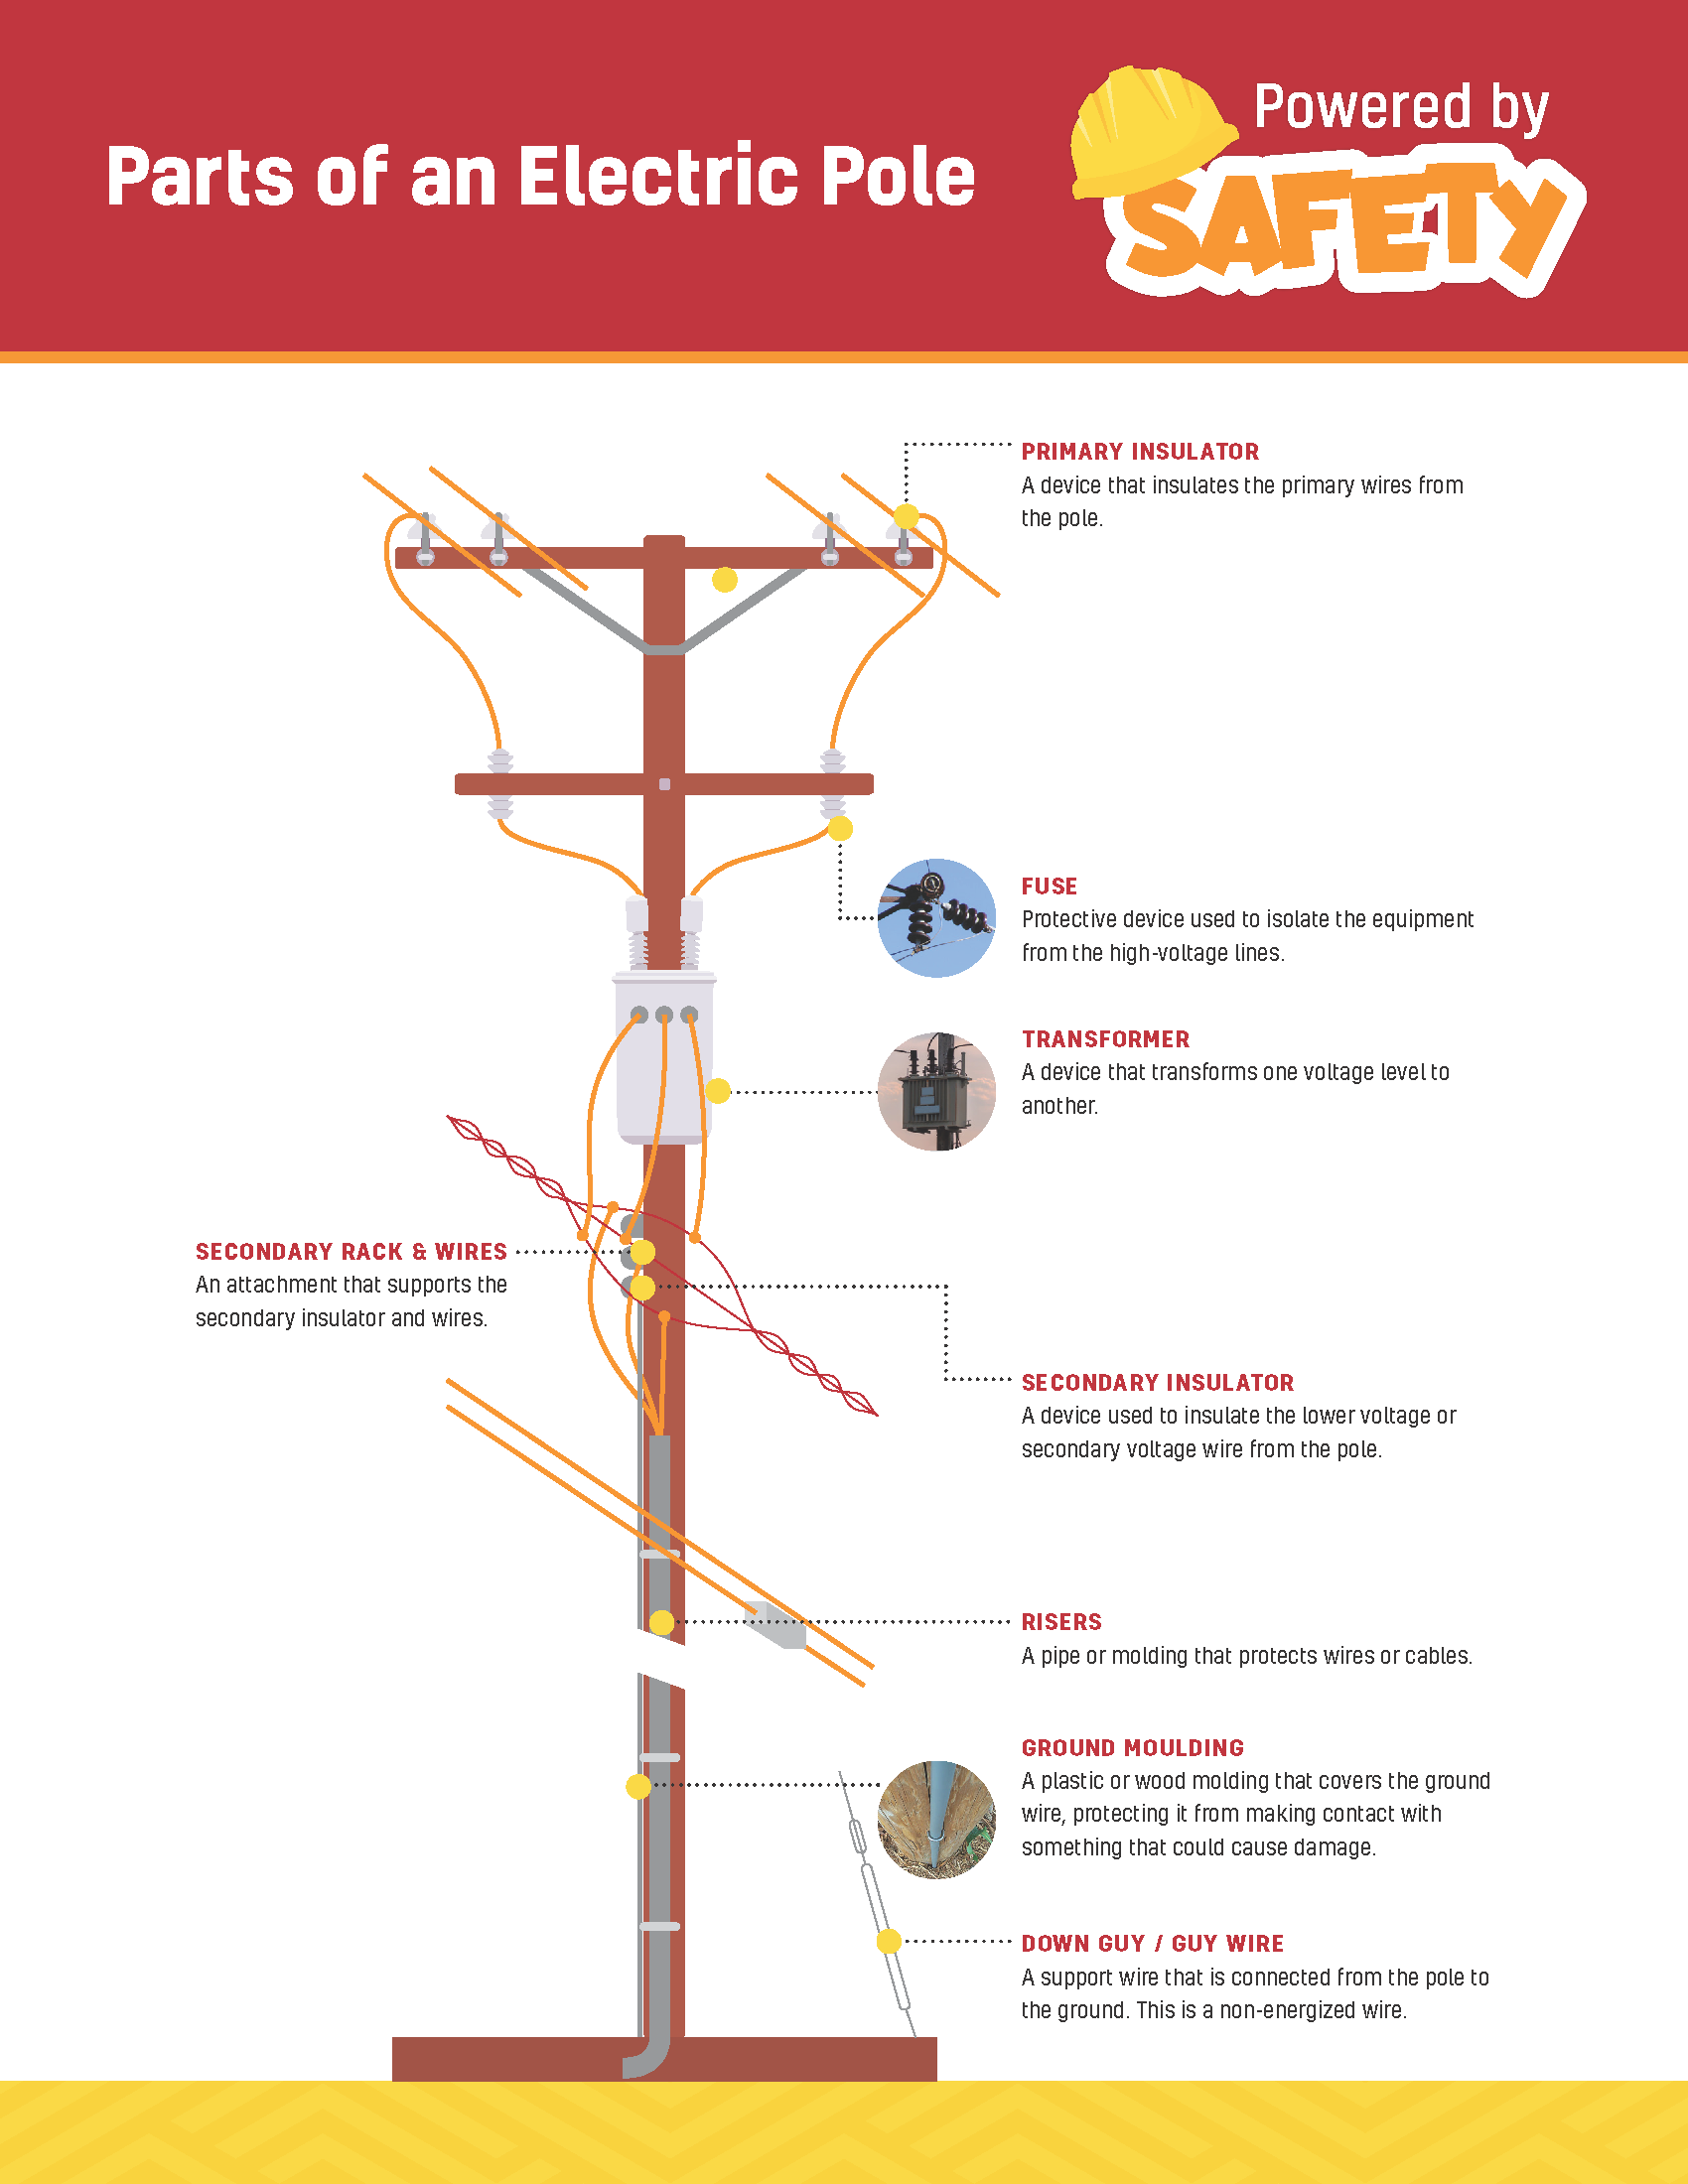 Parts of an Electric Pole
Powered by
SAFETY
PRIMARY INSULATOR
A device that insulates the primary wires from
the pole.
FUSE
Protective device used to isolate the equipment
from the high-voltage lines.
TRANSFORMER
A device that transforms one voltage level to
another.
SECONDARY RACK & WIRES
An attachment that supports the
secondary insulator and wires.
SECONDARY INSULATOR
A device used to insulate the lower voltage or
secondary voltage wire from the pole.
RISERS
A pipe or molding that protects wires or cables.
GROUND MOULDING
A plastic or wood molding that covers the ground
wire, protecting it from making contact with
something that could cause damage.
DOWN GUY / GUY WIRE
A support wire that is connected from the pole to
the ground. This is a non-energized wire.